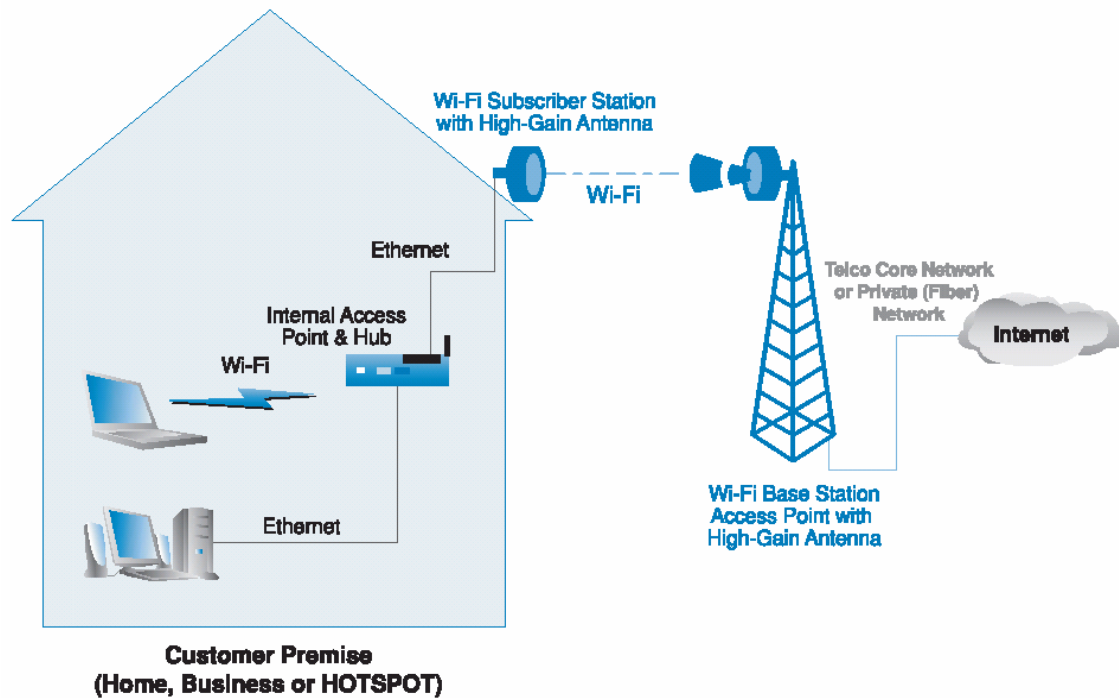 Wi-Fi Subscriber Station
with High-Gain Antenna
Wi-Fi
Ethernet
Telco Core Network
or Private (Fiber)
Network
Internet
Internal Access
Point & Hub
Wi-Fi
Wi-Fi Base Station
Access Point with
High-Gain Antenna
Ethernet
Customer Premise
(Home, Business or HOTSPOT)